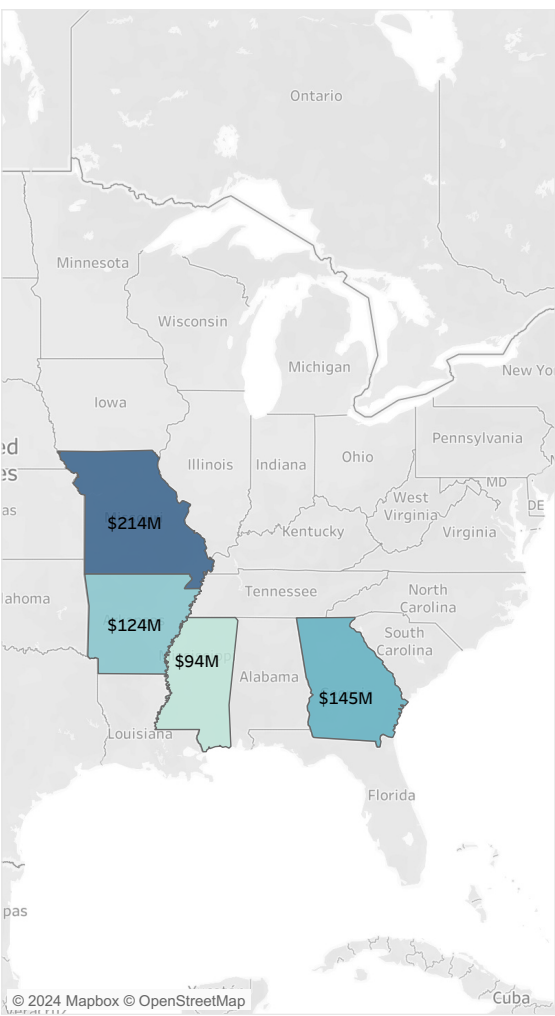 Ontario
Minnesota
Wisconsin
Michigan
New Yo
Iowa
ed
es
Pennsylvania
Illinois
Indiana
Ohio
MD
DE
as
West
Virginia
$214M
Kentucky
Virginia
lahoma
Tennessee
North
Carolina
$124M
South
Carolina
$94M
Alabama
$145M
Louisiana
Florida
pas
Cuba
© 2024 Mapbox © OpenStreetMap